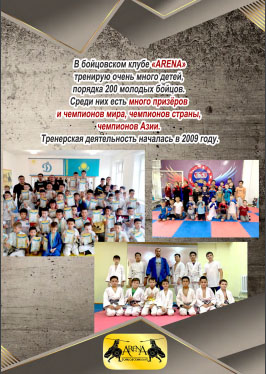 В бойцовском клубе «ARENA»
тренирую очень много детей,
порядка 200 молодых бойцов.
Среди них есть много призеров
и чемпионов мира, чемпионов страны,
чемпионов Азии.
Тренерская деятельность началась в 2009 году.
ARENA